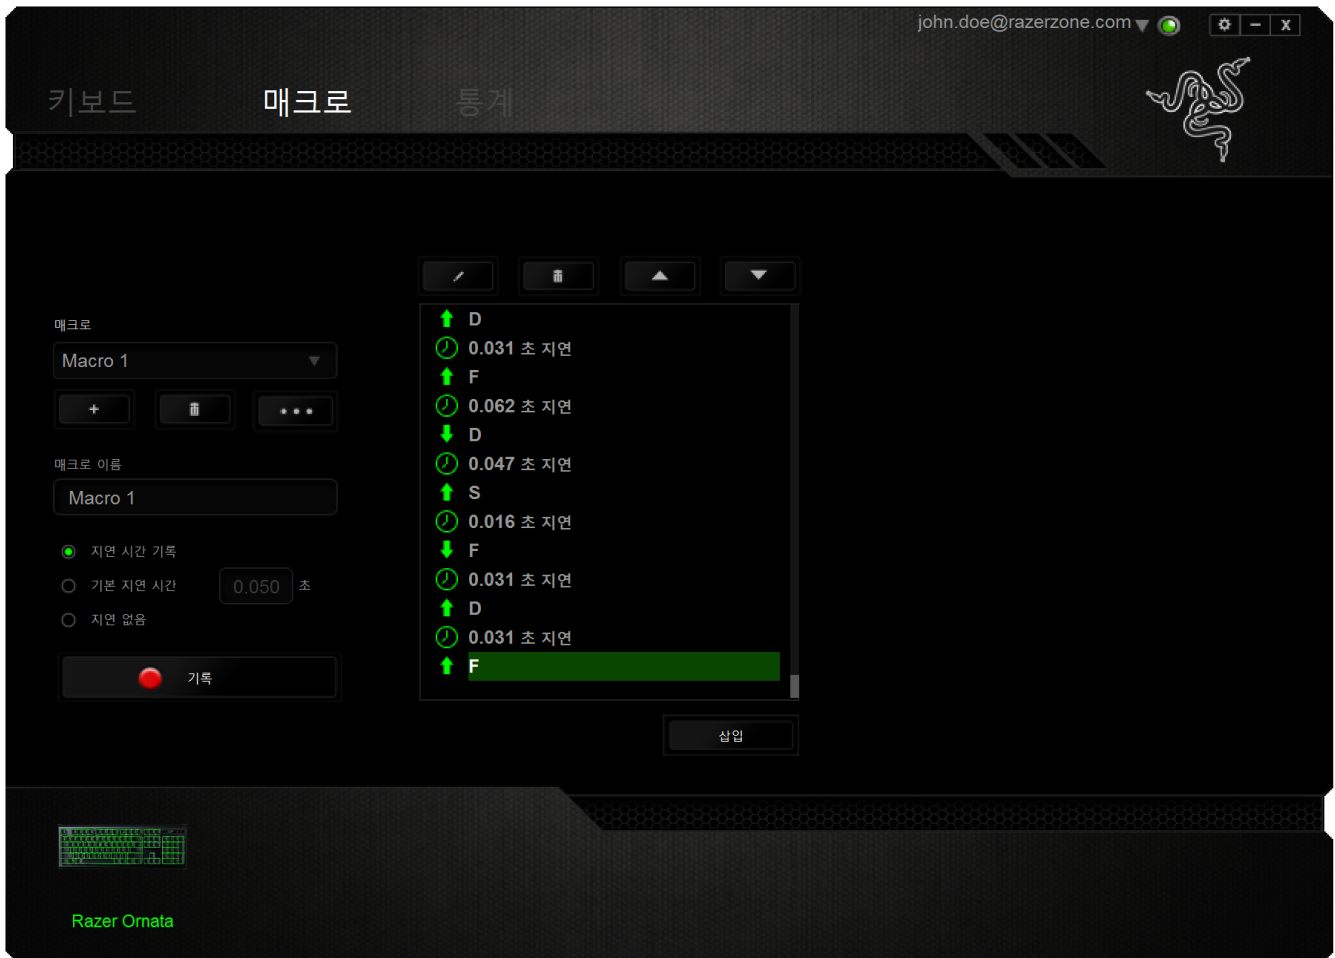 john.doe@razerzone.com
키보드 매크로 통계
매크로
Macro 1
매크로 이름
Macro 1
지연 시간 기록
기본 지연 시간 0.050 초
지연 없음
기록
D
0.031 초 지연
F
0.062 초 지연
D
0.047 초 지연
S
0.016 초 지연
F
0.031 초 지연
D
0.031 초 지연
F
삽입
Razer Ornata